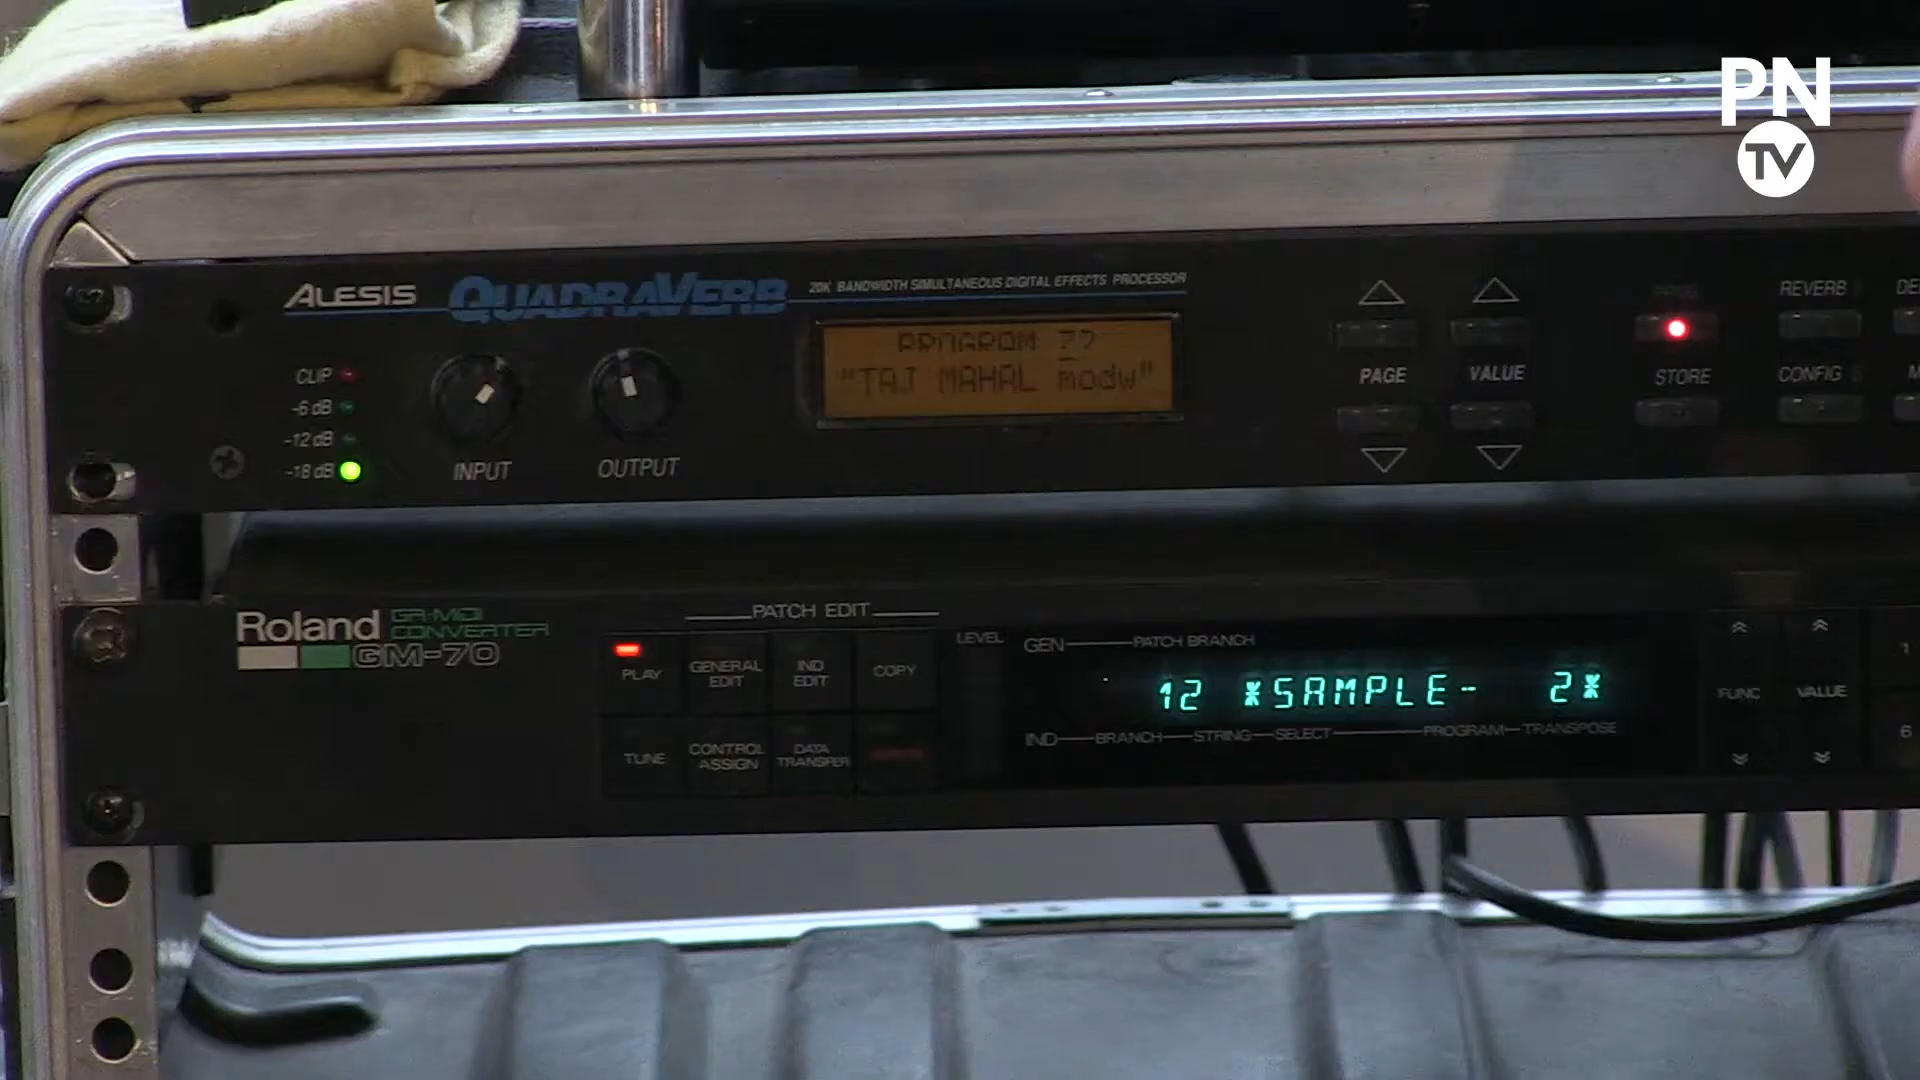 PN
TV
ALESIS QUADRAVERB 20K BANDWIDTH SIMULTANEOUS DIGITAL EFFECTS PROCESSOR
CLIP
-6 dB
-12 dB
-18 dB
INPUT
OUTPUT
PROGRAM
"TAJ MAHAL modw"
PAGE
VALUE
STORE
REVERB
CONFIG
Roland GR-MIDI CONVERTER
GM-70
PATCH EDIT
PLAY
GENERAL EDIT
IND EDIT
COPY
TUNE
CONTROL ASSIGN
DATA TRANSFER
LEVEL
GEN PATCH BRANCH
12 *SAMPLE- 2*
IND BRANCH STRING SELECT PROGRAM TRANSPOSE
FUNC
VALUE
1
6